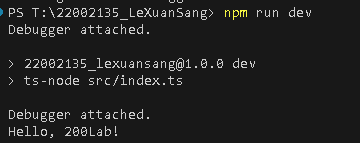 PS T:\22002135_LeXuanSang> npm run dev
Debugger attached.
> 22002135_lexuansang@1.0.0 dev
> ts-node src/index.ts
Debugger attached.
Hello, 200Lab!